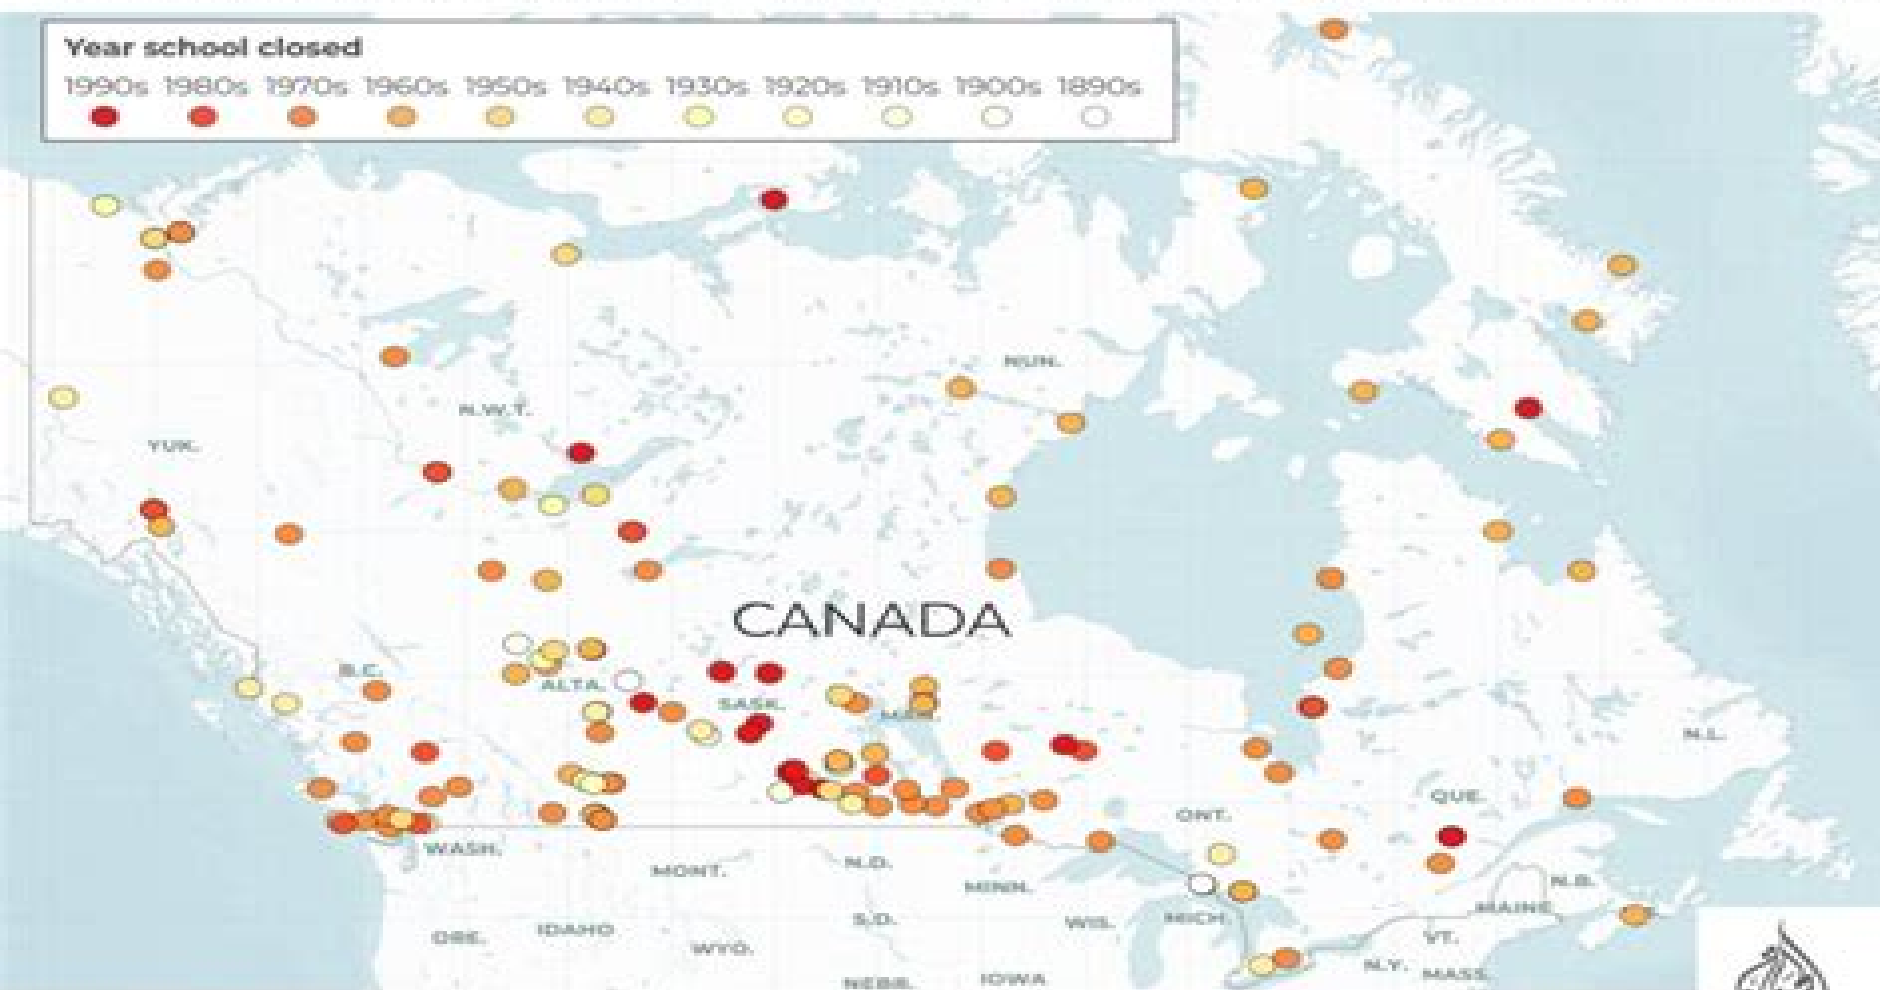 Year school closed
1990s 1980s 1970s 1960s 1950s 1940s 1930s 1920s 1910s 1900s 1890s
NUN.
N.W.T.
YUK.
CANADA
B.C.
ALTA.
SASK.
MAN.
N.L.
QUE.
ONT.
WASH.
MONT.
N.D.
MINN.
N.B.
MAINE
S.D.
WIS.
MICH.
ORE.
IDAHO
WYO.
VT.
N.Y.
MASS.
NEBR.
IOWA